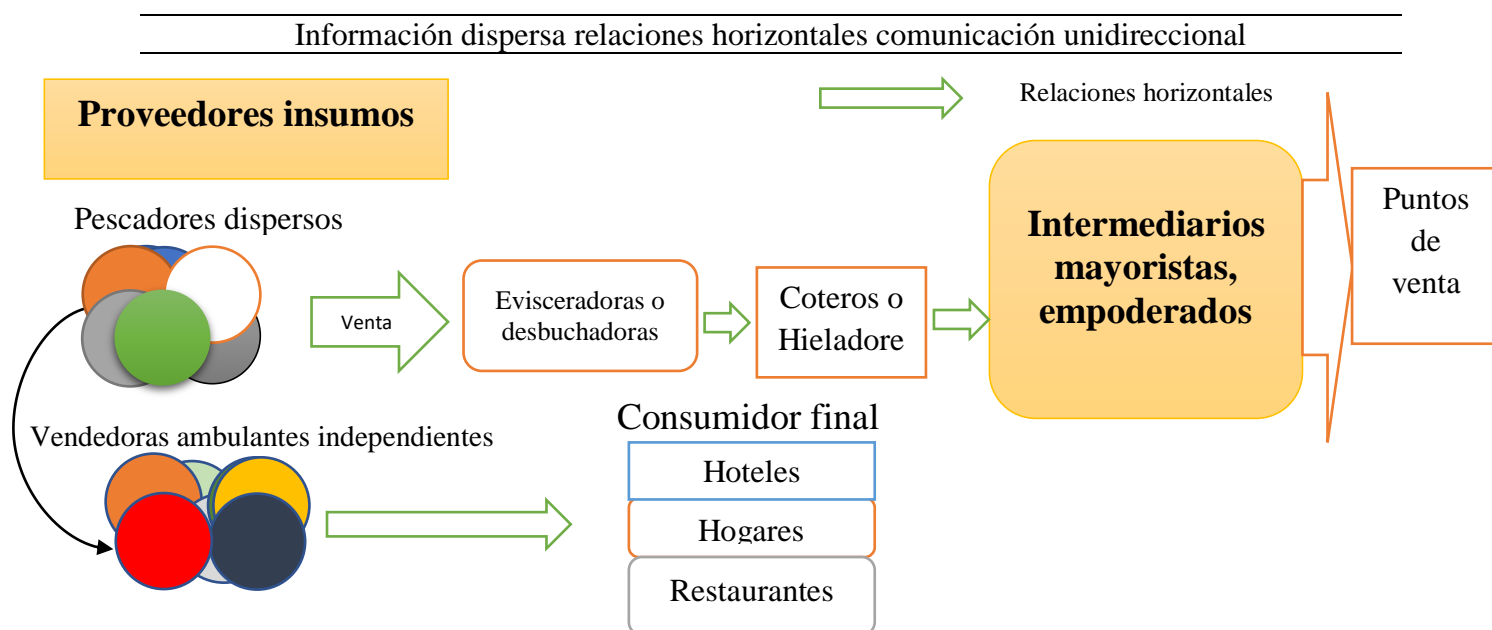 Información dispersa relaciones horizontales comunicación unidireccional
Proveedores insumos
Relaciones horizontales
Pescadores dispersos
Venta
Evisceradoras o
desbuchadoras
Coteros o
Hieladore
Intermediarios
mayoristas,
empoderados
Puntos
de
venta
Vendedoras ambulantes independientes
Consumidor final
Hoteles
Hogares
Restaurantes